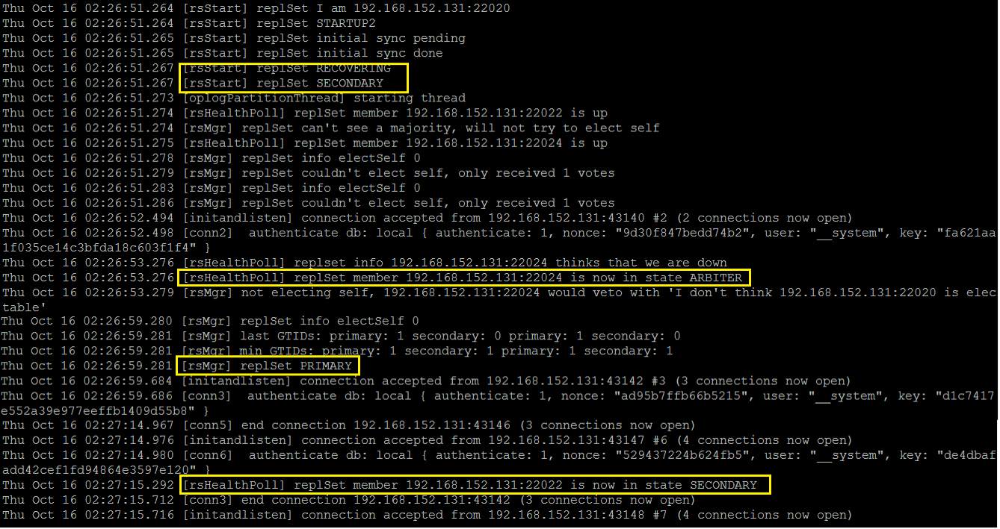 Thu Oct 16 02:26:51.264 [rsStart] replSet I am 192.168.152.131:22020
Thu Oct 16 02:26:51.264 [rsStart] replSet STARTUP2
Thu Oct 16 02:26:51.265 [rsStart] replSet initial sync pending
Thu Oct 16 02:26:51.265 [rsStart] replSet initial sync done
Thu Oct 16 02:26:51.267 [rsStart] replSet RECOVERING
Thu Oct 16 02:26:51.267 [rsStart] replSet SECONDARY
Thu Oct 16 02:26:51.273 [oplogPartitionThread] starting thread
Thu Oct 16 02:26:51.274 [rsHealthPoll] replSet member 192.168.152.131:22022 is up
Thu Oct 16 02:26:51.274 [rsMgr] replSet can't see a majority, will not try to elect self
Thu Oct 16 02:26:51.275 [rsHealthPoll] replSet member 192.168.152.131:22024 is up
Thu Oct 16 02:26:51.278 [rsMgr] replSet info electSelf 0
Thu Oct 16 02:26:51.279 [rsMgr] replSet couldn't elect self, only received 1 votes
Thu Oct 16 02:26:51.283 [rsMgr] replSet info electSelf 0
Thu Oct 16 02:26:51.286 [rsMgr] replSet couldn't elect self, only received 1 votes
Thu Oct 16 02:26:52.494 [initandlisten] connection accepted from 192.168.152.131:43140 #2 (2 connections now open)
Thu Oct 16 02:26:52.498 [conn2]  authenticate db: local { authenticate: 1, nonce: "9d30f847bedd74b2", user: "__system", key: "fa621aa
1f035ce14c3bfda18c603f1f4" }
Thu Oct 16 02:26:53.276 [rsHealthPoll] replset info 192.168.152.131:22024 thinks that we are down
Thu Oct 16 02:26:53.276 [rsHealthPoll] replSet member 192.168.152.131:22024 is now in state ARBITER
Thu Oct 16 02:26:53.279 [rsMgr] not electing self, 192.168.152.131:22024 would veto with 'I don't think 192.168.152.131:22020 is elec
table'
Thu Oct 16 02:26:59.280 [rsMgr] replSet info electSelf 0
Thu Oct 16 02:26:59.281 [rsMgr] last GTIDs: primary: 1 secondary: 0 primary: 1 secondary: 0
Thu Oct 16 02:26:59.281 [rsMgr] min GTIDs: primary: 1 secondary: 1 primary: 1 secondary: 1
Thu Oct 16 02:26:59.281 [rsMgr] replSet PRIMARY
Thu Oct 16 02:26:59.684 [initandlisten] connection accepted from 192.168.152.131:43142 #3 (3 connections now open)
Thu Oct 16 02:26:59.686 [conn3]  authenticate db: local { authenticate: 1, nonce: "ad95b7ffb66b5215", user: "__system", key: "d1c7417
e552a39e977eeffb1409d55b8" }
Thu Oct 16 02:27:14.967 [conn5] end connection 192.168.152.131:43146 (3 connections now open)
Thu Oct 16 02:27:14.976 [initandlisten] connection accepted from 192.168.152.131:43147 #6 (4 connections now open)
Thu Oct 16 02:27:14.980 [conn6]  authenticate db: local { authenticate: 1, nonce: "529437224b624fb5", user: "__system", key: "de4dbaf
add42cef1fd94864e3597e120" }
Thu Oct 16 02:27:15.292 [rsHealthPoll] replSet member 192.168.152.131:22022 is now in state SECONDARY
Thu Oct 16 02:27:15.712 [conn3] end connection 192.168.152.131:43142 (3 connections now open)
Thu Oct 16 02:27:15.716 [initandlisten] connection accepted from 192.168.152.131:43148 #7 (4 connections now open)